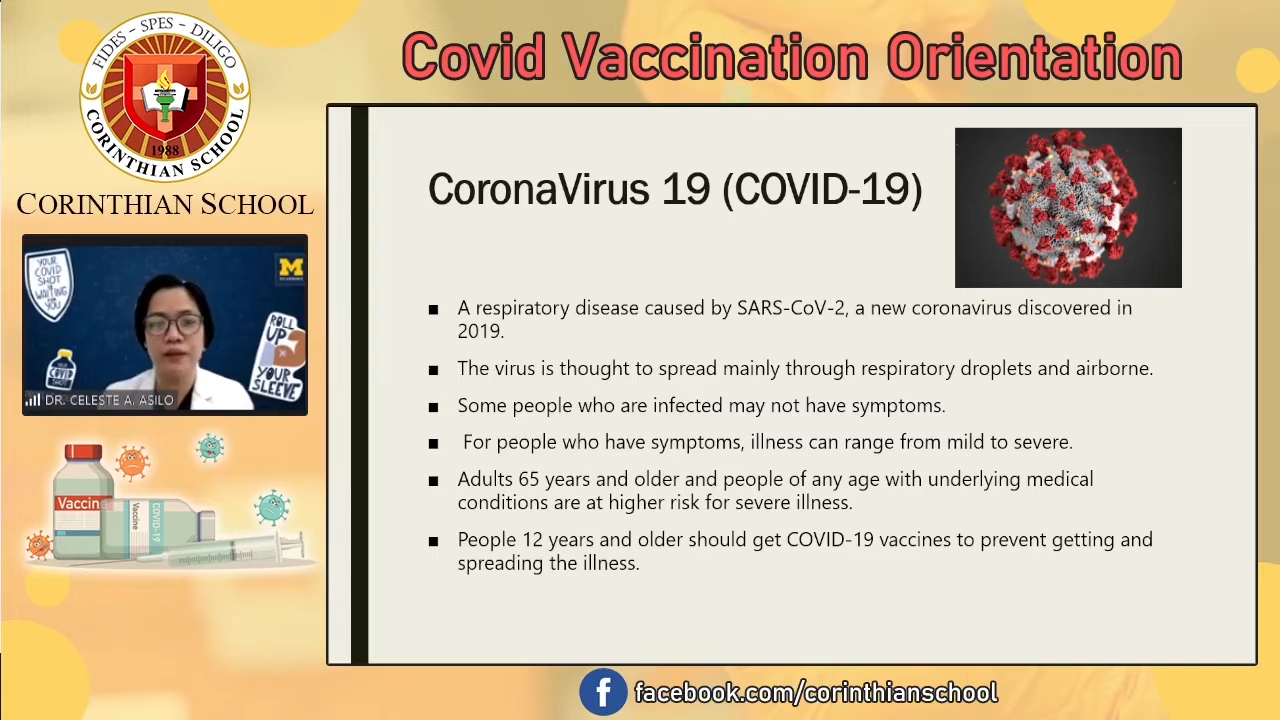 FIDES - SPES - DILIGO
1988
CORINTHIAN SCHOOL
CORINTHIAN SCHOOL
Covid Vaccination Orientation
CoronaVirus 19 (COVID-19)
■ A respiratory disease caused by SARS-CoV-2, a new coronavirus discovered in
2019.
■ The virus is thought to spread mainly through respiratory droplets and airborne.
■ Some people who are infected may not have symptoms.
■ For people who have symptoms, illness can range from mild to severe.
■ Adults 65 years and older and people of any age with underlying medical
conditions are at higher risk for severe illness.
■ People 12 years and older should get COVID-19 vaccines to prevent getting and
spreading the illness.
YOUR
COVID
SHOT
is
WAITING
for
YOU
M
ROLL
UP
YOUR
SLEEVE
COVID
SHOT
DR. CELESTE A. ASILO
Vaccine
Vaccine
COVID-19
facebook.com/corinthianschool